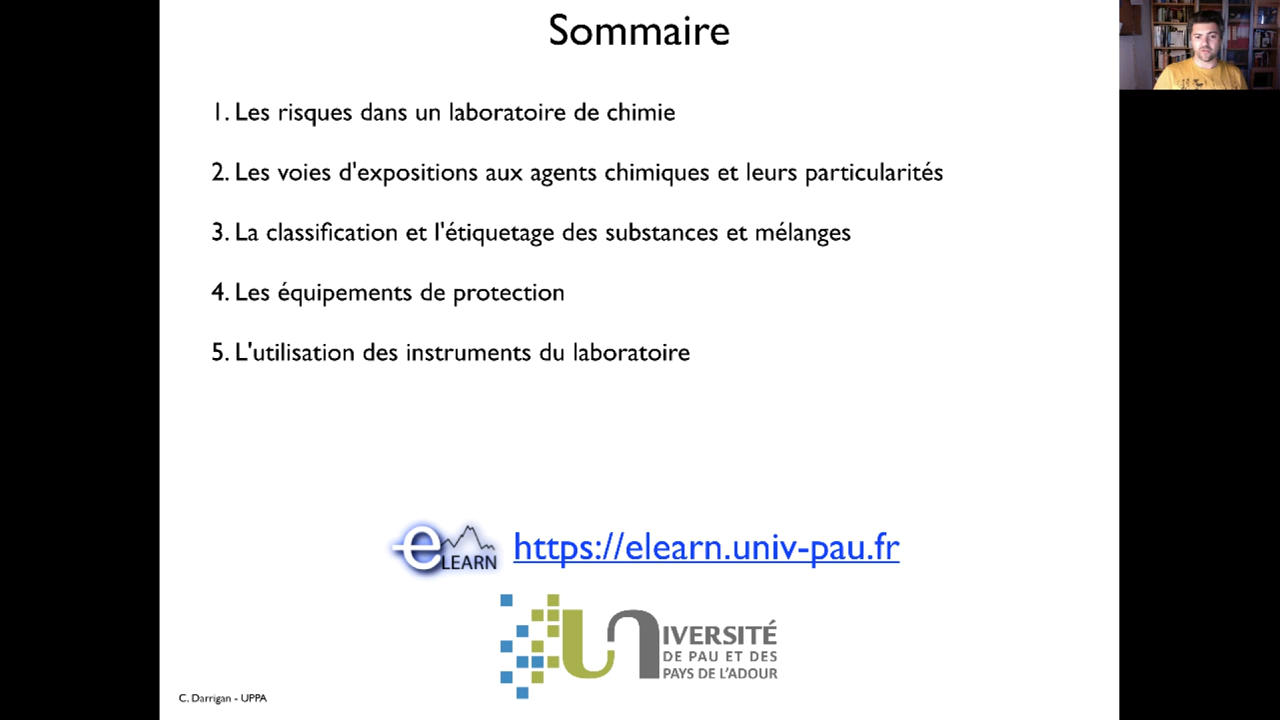 Sommaire
1. Les risques dans un laboratoire de chimie
2. Les voies d'expositions aux agents chimiques et leurs particularités
3. La classification et l'étiquetage des substances et mélanges
4. Les équipements de protection
5. L'utilisation des instruments du laboratoire
eLEARN https://elearn.univ-pau.fr
UNIVERSITÉ
DE PAU ET DES
PAYS DE L'ADOUR
C. Darrigan - UPPA